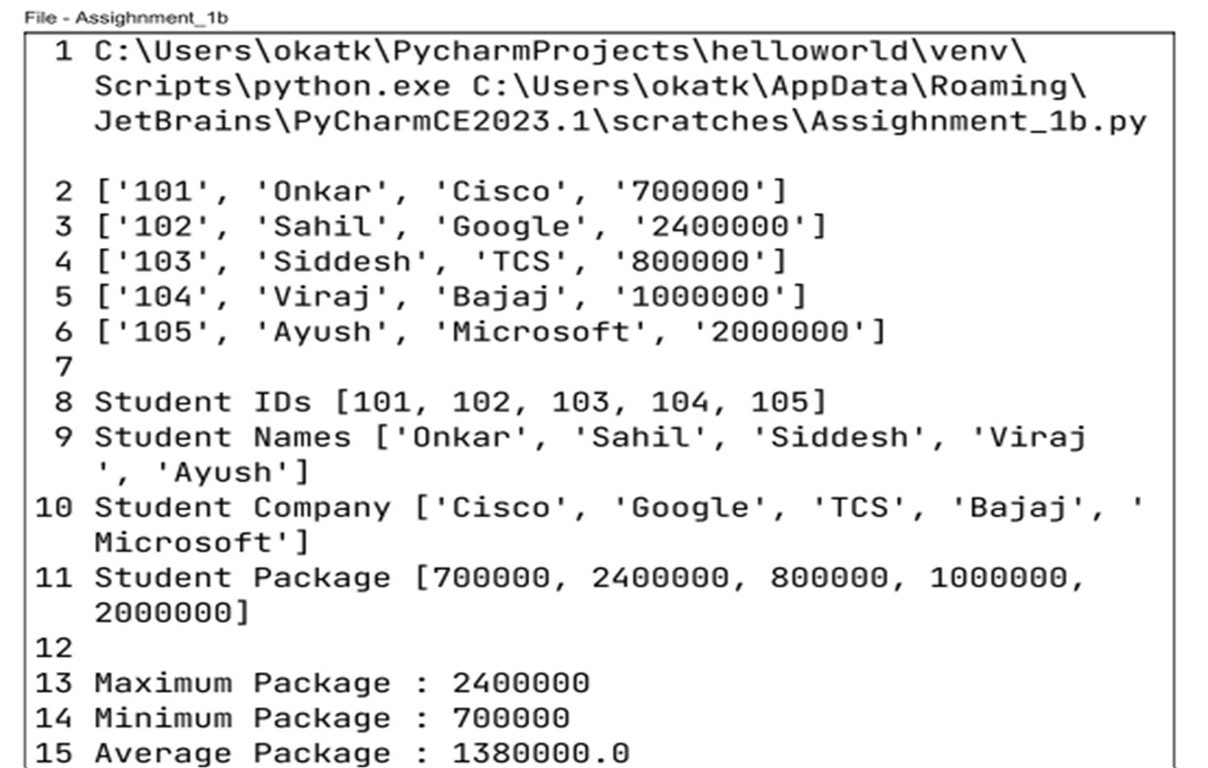 File - Assighnment_1b
1 C:\Users\okatk\PycharmProjects\helloworld\venv\
Scripts\python.exe C:\Users\okatk\AppData\Roaming\
JetBrains\PyCharmCE2023.1\scratches\Assighnment_1b.py
2 ['101', 'Onkar', 'Cisco', '700000']
3 ['102', 'Sahil', 'Google', '2400000']
4 ['103', 'Siddesh', 'TCS', '800000']
5 ['104', 'Viraj', 'Bajaj', '1000000']
6 ['105', 'Ayush', 'Microsoft', '2000000']
7
8 Student IDs [101, 102, 103, 104, 105]
9 Student Names ['Onkar', 'Sahil', 'Siddesh', 'Viraj
', 'Ayush']
10 Student Company ['Cisco', 'Google', 'TCS', 'Bajaj', '
Microsoft']
11 Student Package [700000, 2400000, 800000, 1000000,
2000000]
12
13 Maximum Package : 2400000
14 Minimum Package : 700000
15 Average Package : 1380000.0